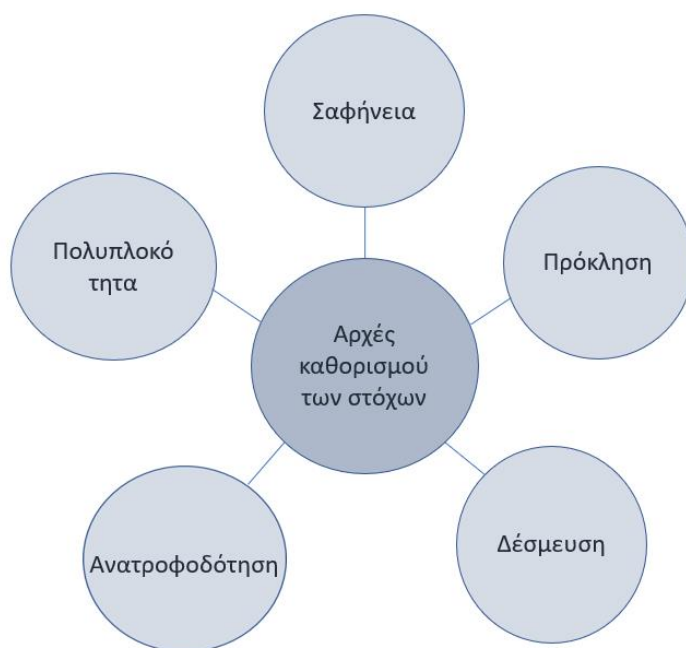 Σαφήνεια
Πρόκληση
Δέσμευση
Ανατροφοδότηση
Πολυπλοκό
τητα
Αρχές
καθορισμού
των στόχων